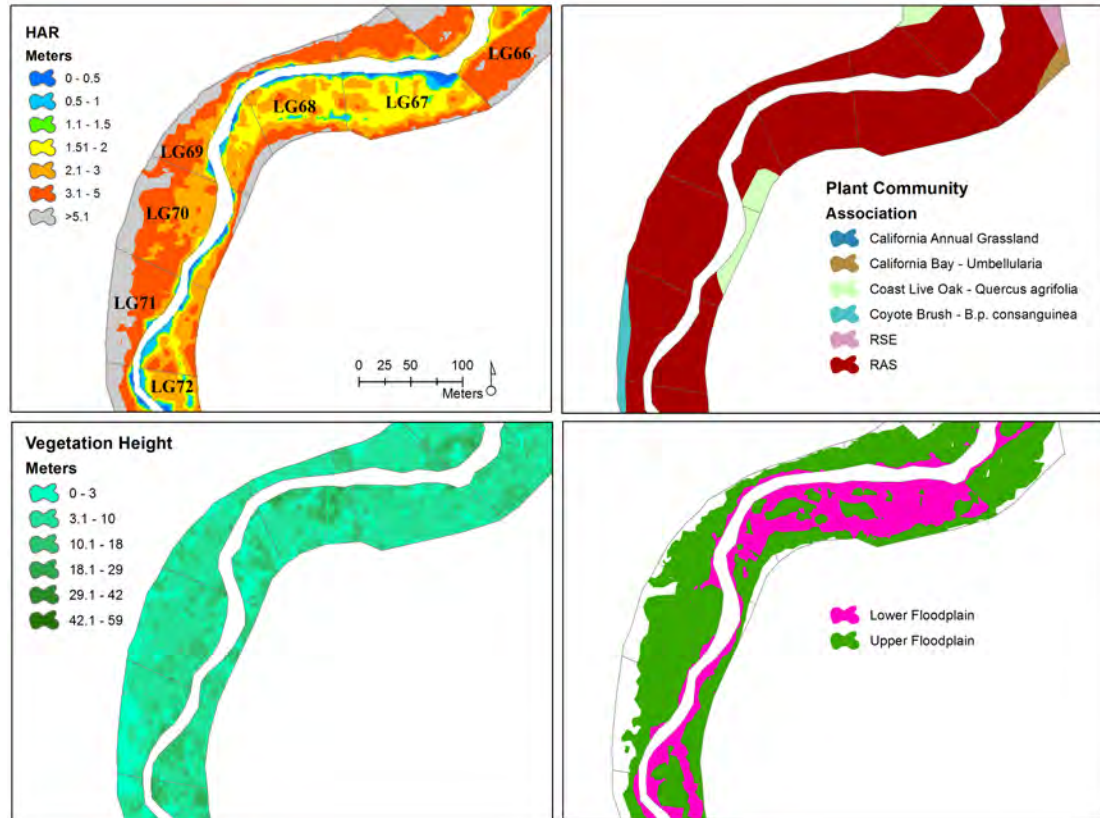 HAR
Meters
0 - 0.5
0.5 - 1
1.1 - 1.5
1.51 - 2
2.1 - 3
3.1 - 5
>5.1
LG66
LG67
LG68
LG69
LG70
LG71
LG72
0 25 50 100
Meters
Plant Community
Association
California Annual Grassland
California Bay - Umbellularia
Coast Live Oak - Quercus agrifolia
Coyote Brush - B.p. consanguinea
RSE
RAS
Vegetation Height
Meters
0 - 3
3.1 - 10
10.1 - 18
18.1 - 29
29.1 - 42
42.1 - 59
Lower Floodplain
Upper Floodplain